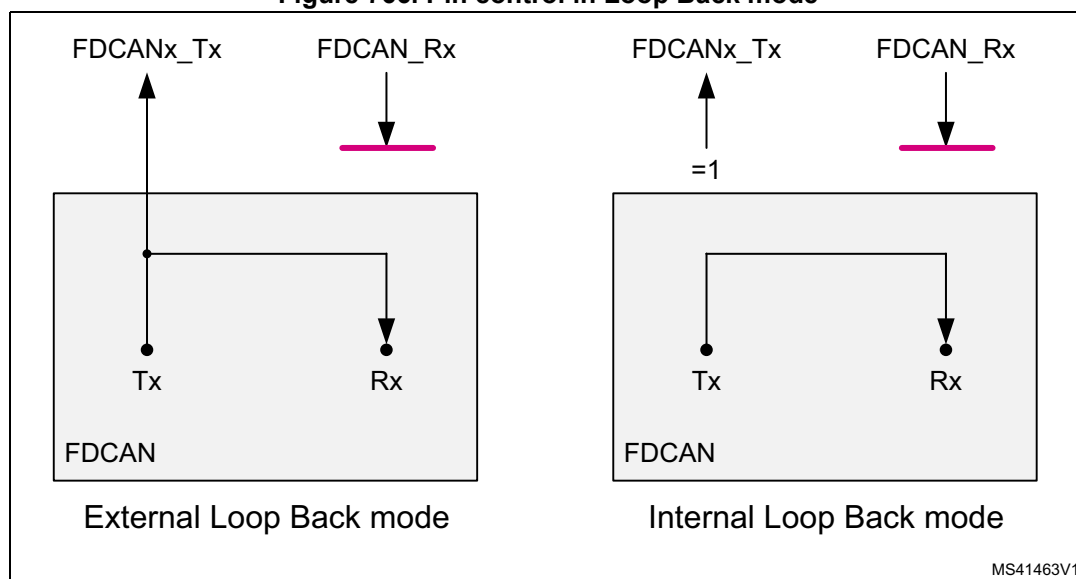 FDCANx_Tx FDCAN_Rx FDCANx_Tx FDCAN_Rx
=1
Tx Rx Tx Rx
FDCAN FDCAN
External Loop Back mode Internal Loop Back mode
MS41463V1